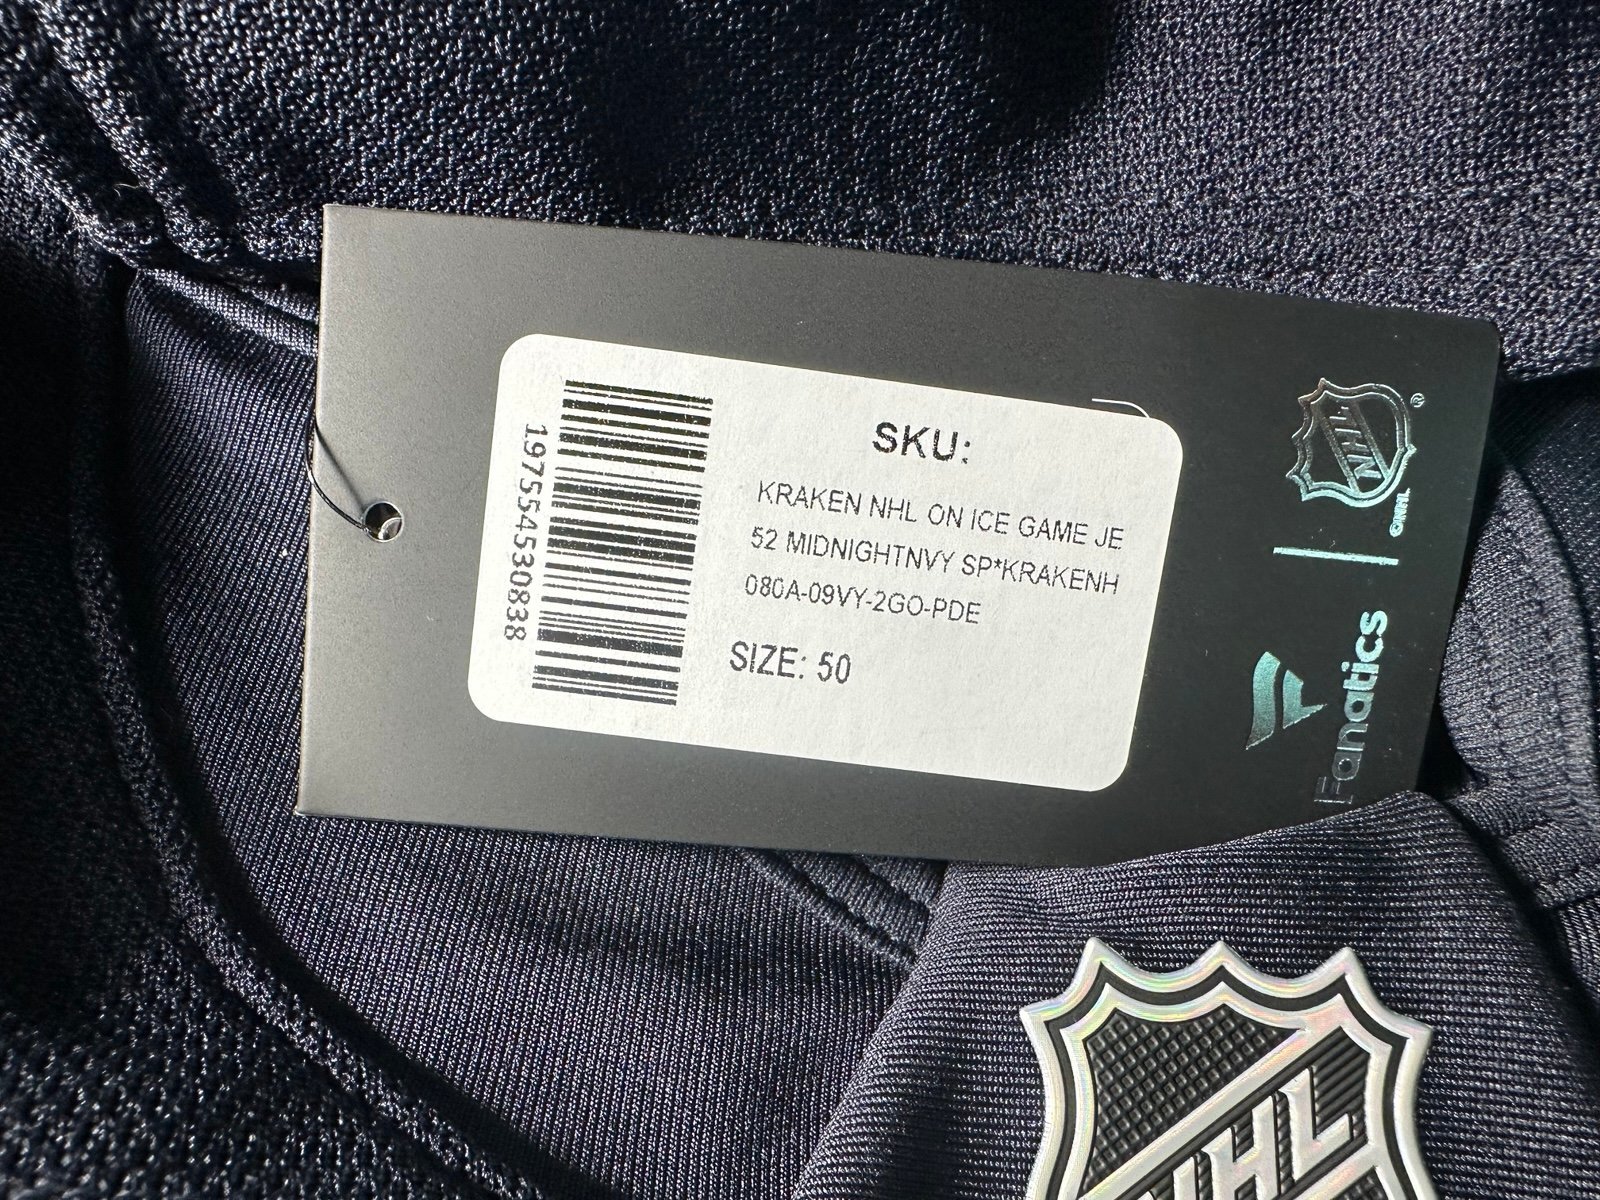 SKU:
KRAKEN NHL ON ICE GAME JE
52 MIDNIGHTNVY SP*KRAKENH
080A-09VY-2GO-PDE
SIZE: 50
197554530838
NHL
®
©NHL
Fanatics
NHL